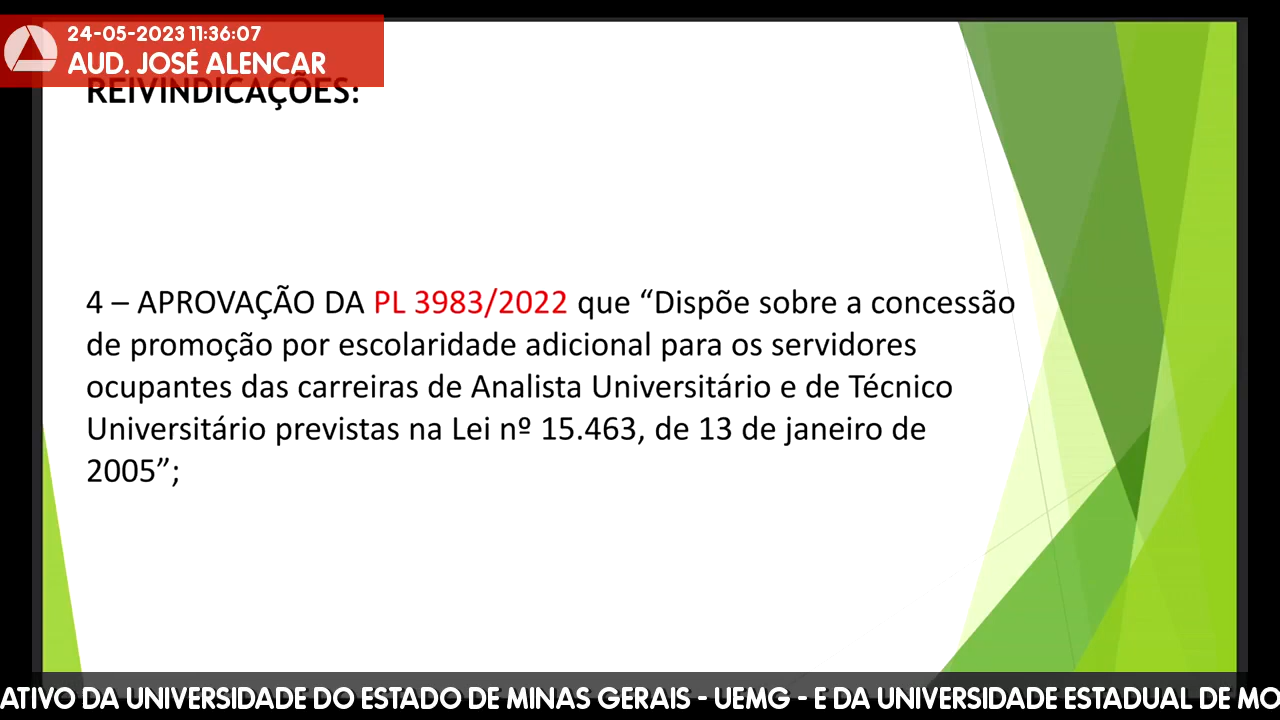 24-05-2023 11:36:07
AUD. JOSÉ ALENCAR
REIVINDICAÇÕES:
4 – APROVAÇÃO DA PL 3983/2022 que “Dispõe sobre a concessão
de promoção por escolaridade adicional para os servidores
ocupantes das carreiras de Analista Universitário e de Técnico
Universitário previstas na Lei nº 15.463, de 13 de janeiro de
2005”;
ATIVO DA UNIVERSIDADE DO ESTADO DE MINAS GERAIS - UEMG - E DA UNIVERSIDADE ESTADUAL DE MO